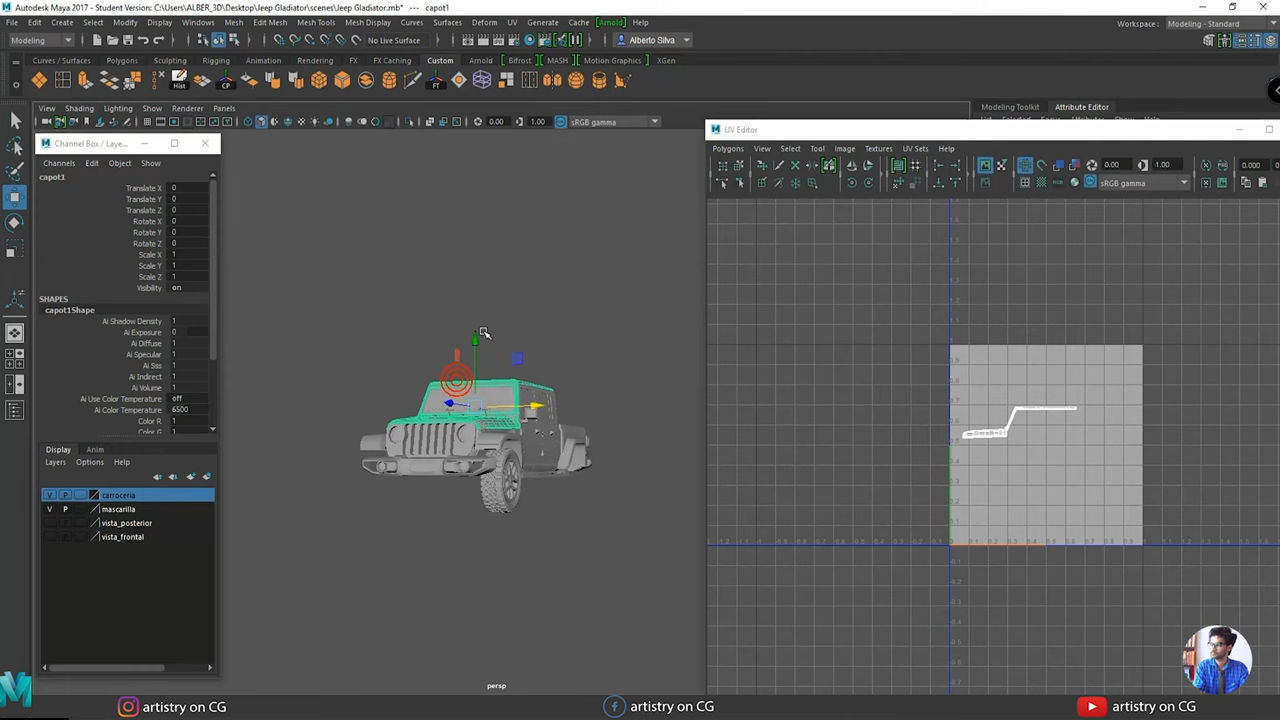 Autodesk Maya 2017 - Student Version: C:\Users\ALBER_3D\Desktop\Jeep Gladiator\scenes\Jeep Gladiator.mb* --- capot1
File Edit Create Select Modify Display Windows Mesh Edit Mesh Mesh Tools Mesh Display Curves Surfaces Deform UV Generate Cache [Arnold] Help
Workspace : Modeling - Standard
Modeling No Live Surface Alberto Silva
Curves / Surfaces Polygons Sculpting Rigging Animation Rendering FX FX Caching Custom Arnold Bifrost MASH Motion Graphics XGen
Hist CP FT
View Shading Lighting Show Renderer Panels
Modeling Toolkit Attribute Editor
0.00 1.00 sRGB gamma
UV Editor
Channel Box / Laye...
Polygons View Select Tool Image Textures UV Sets Help
Channels Edit Object Show
0.00 1.00 0.000
sRGB gamma
capot1
Translate X 0
Translate Y 0
Translate Z 0
Rotate X 0
Rotate Y 0
Rotate Z 0
Scale X 1
Scale Y 1
Scale Z 1
Visibility on
SHAPES
capot1Shape
Ai Shadow Density 1
Ai Exposure 0
Ai Diffuse 1
Ai Specular 1
Ai Sss 1
Ai Indirect 1
Ai Volume 1
Ai Use Color Temperature off
Ai Color Temperature 6500
Color R 1
Color G
Display Anim
Layers Options Help
V P carroceria
V P mascarilla
vista_posterior
vista_frontal
persp
artistry on CG
artistry on CG
artistry on CG